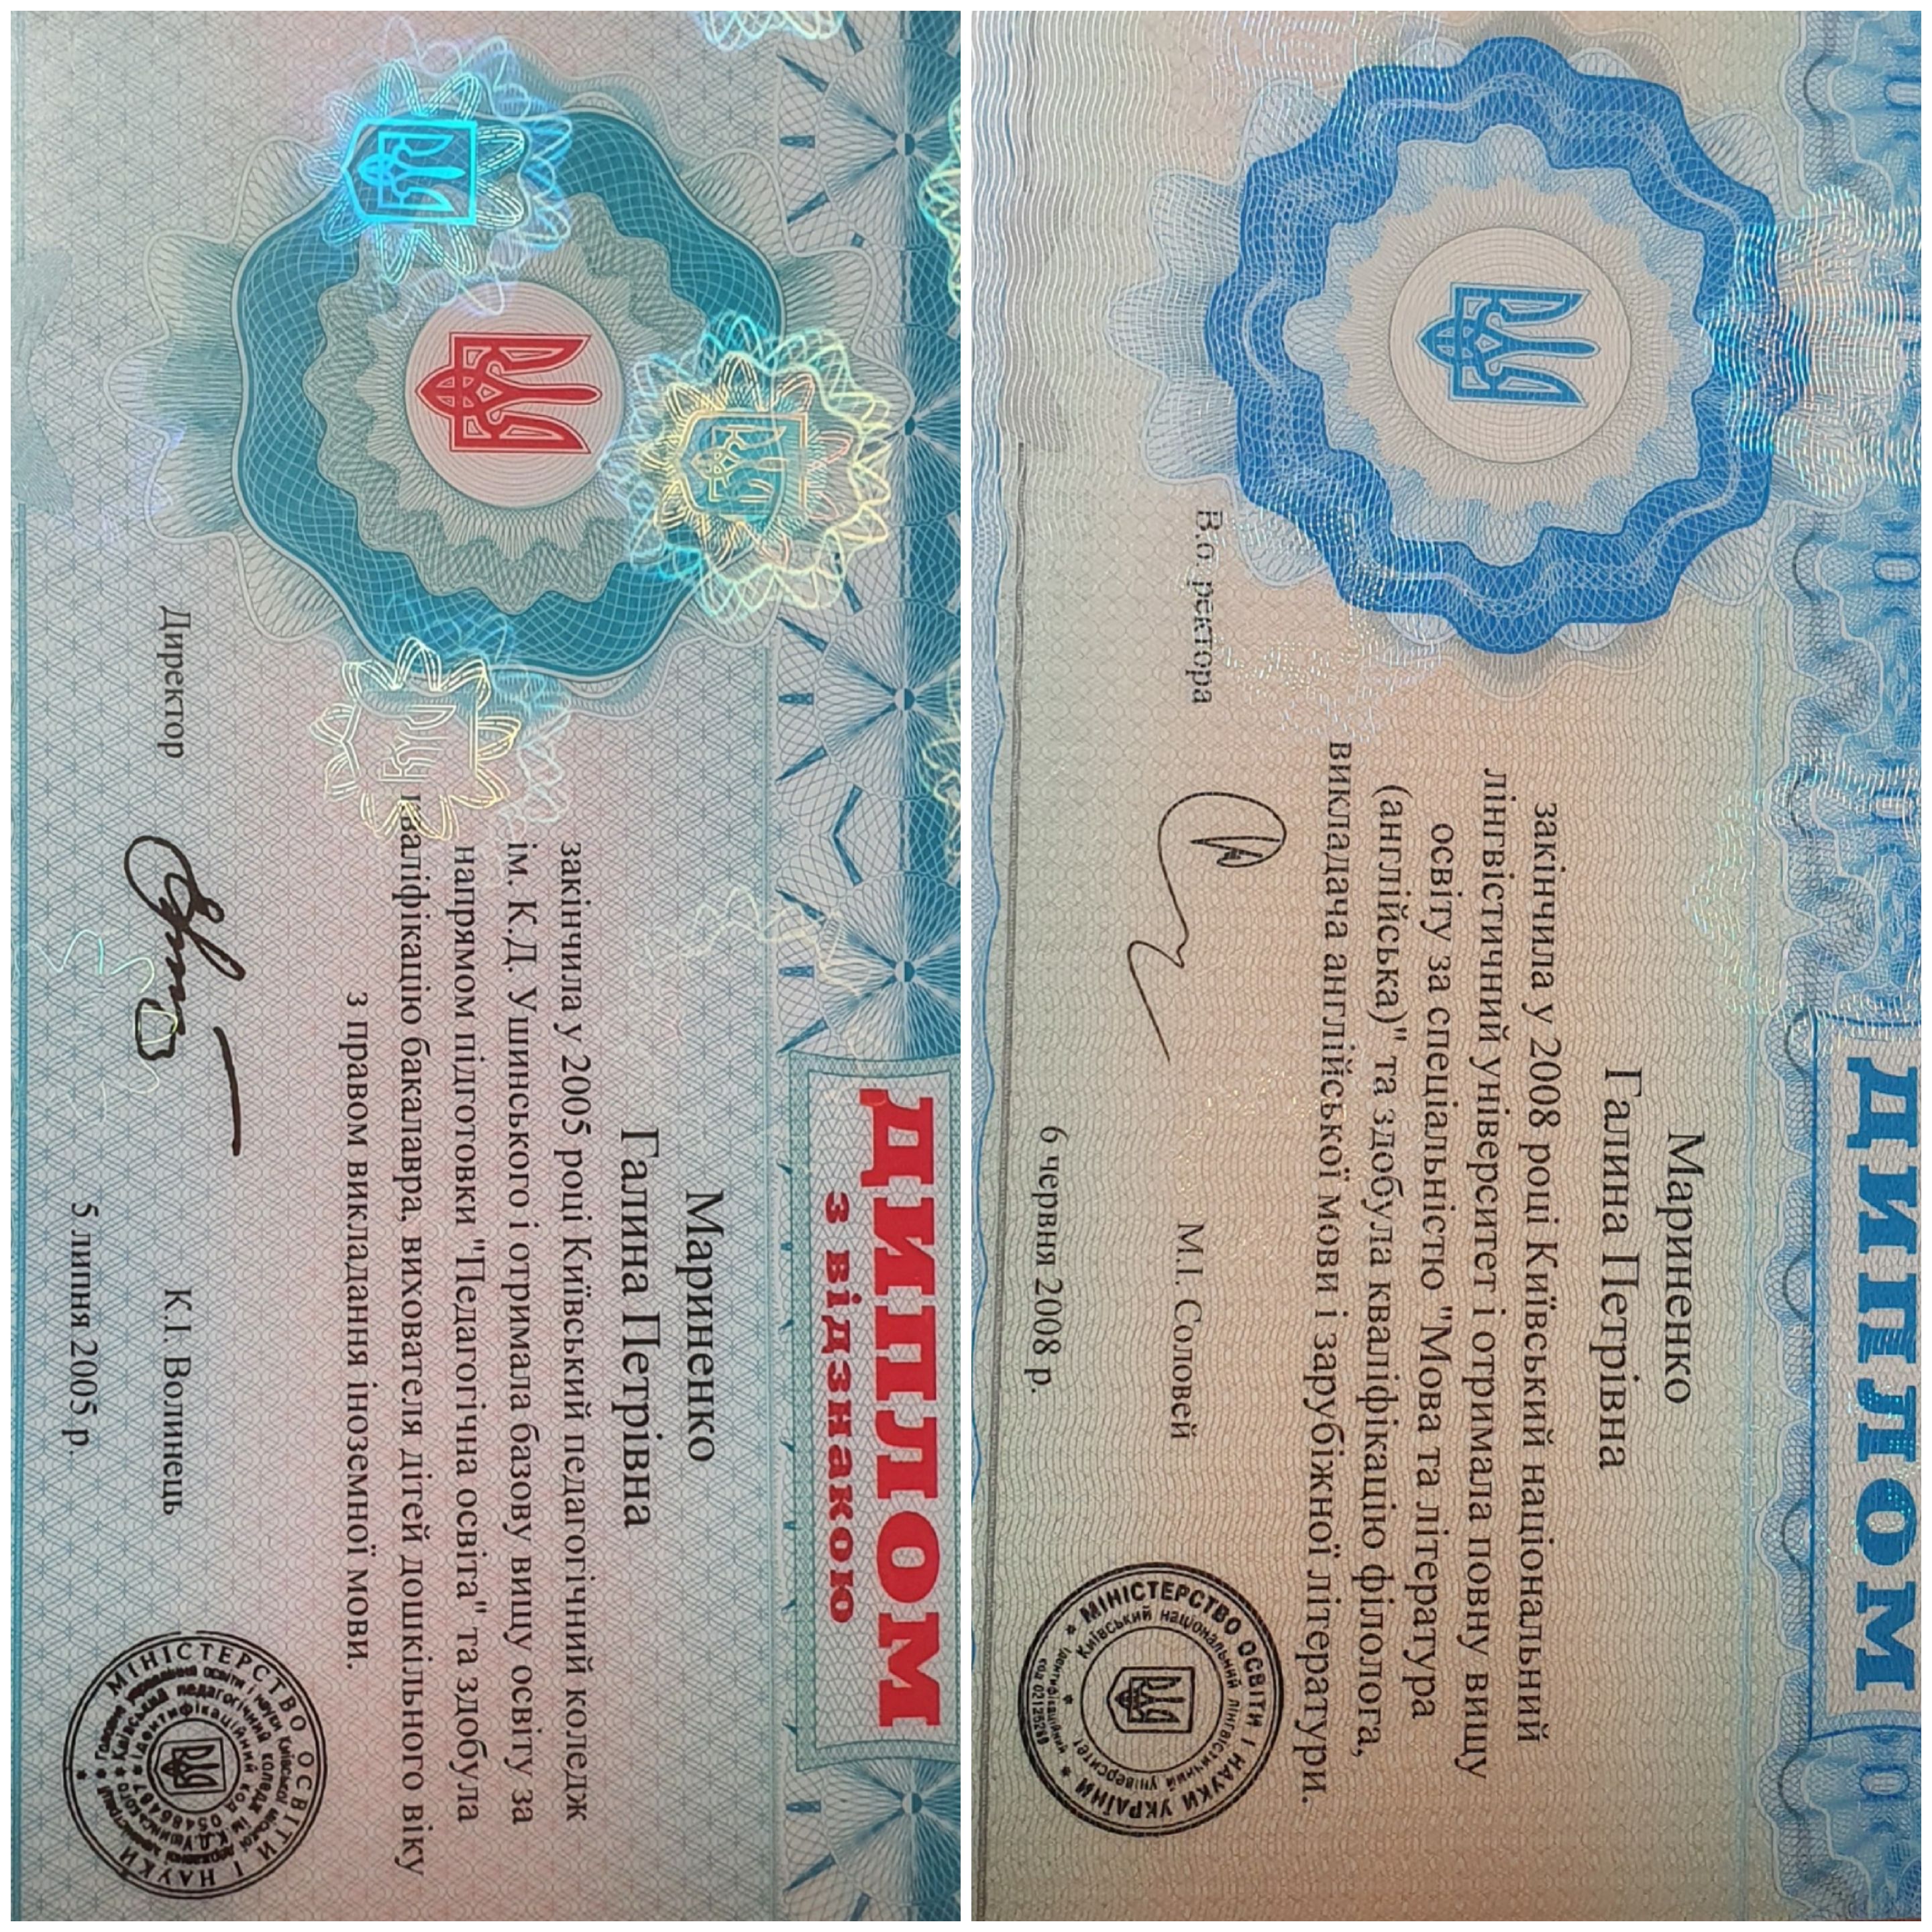 ДИПЛОМ
з відзнакою
Мариненко
Галина Петрівна
закінчила у 2005 році Київський педагогічний коледж
ім. К.Д. Ушинського і отримала базову вищу освіту за
напрямом підготовки "Педагогічна освіта" та здобула
кваліфікацію бакалавра, вихователя дітей дошкільного віку
з правом викладання іноземної мови.
Директор
К.І. Волинець
5 липня 2005 р.
МІНІСТЕРСТВО ОСВІТИ І НАУКИ
ДИПЛОМ
Мариненко
Галина Петрівна
закінчила у 2008 році Київський національний
лінгвістичний університет і отримала повну вищу
освіту за спеціальністю "Мова та література
(англійська)" та здобула кваліфікацію філолога,
викладача англійської мови і зарубіжної літератури.
В.о. ректора
М.І. Соловей
6 червня 2008 р.
МІНІСТЕРСТВО ОСВІТИ І НАУКИ УКРАЇНИ
Київський національний лінгвістичний університет
ідентифікаційний
код 02125289